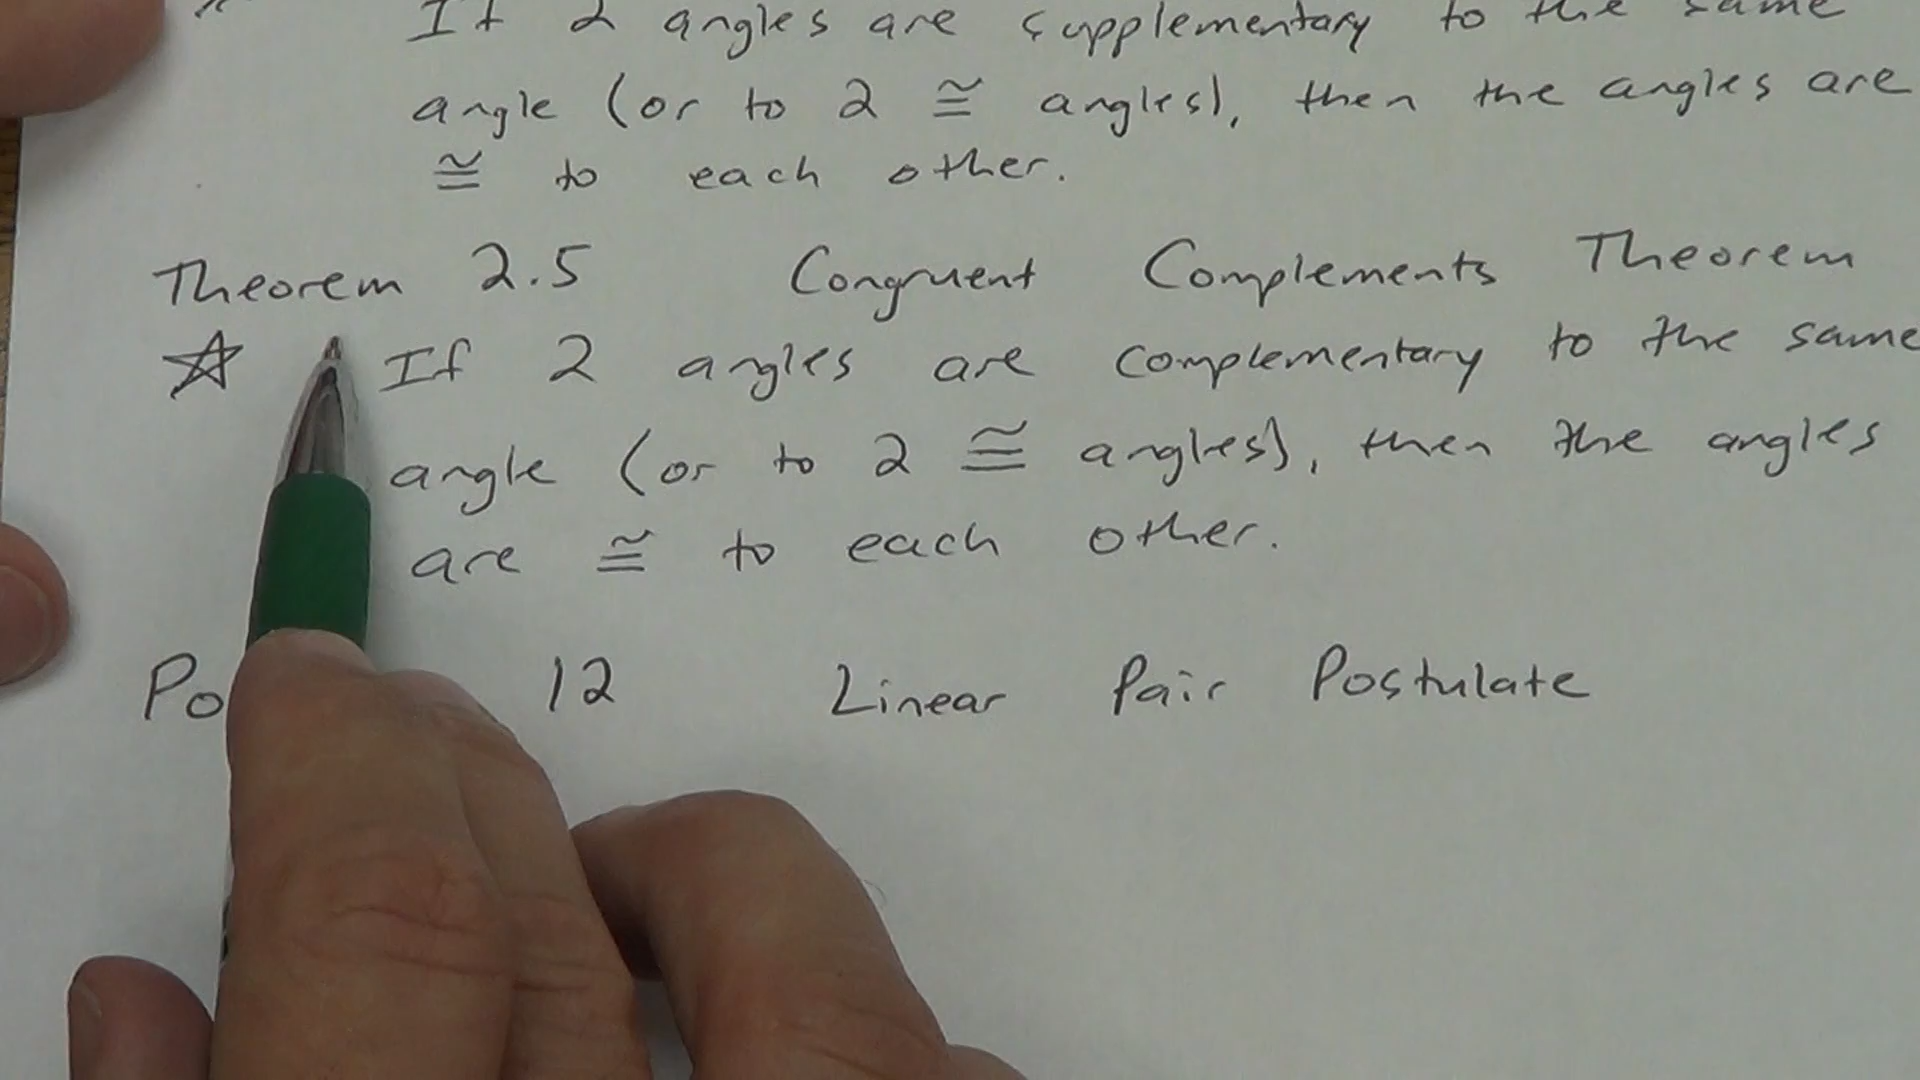 If 2 angles are supplementary to the same
angle (or to 2 ≅ angles), then the angles are
≅ to each other.
Theorem 2.5 Congruent Complements Theorem
If 2 angles are complementary to the same
angle (or to 2 ≅ angles), then the angles
are ≅ to each other.
Po 12 Linear Pair Postulate